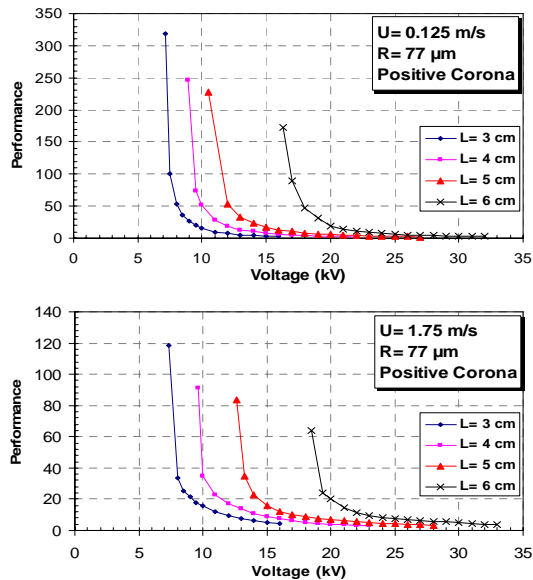 350
300
250
200
150
100
50
0
Performance
0 5 10 15 20 25 30 35
Voltage (kV)
U= 0.125 m/s
R= 77 µm
Positive Corona
L= 3 cm
L= 4 cm
L= 5 cm
L= 6 cm
140
120
100
80
60
40
20
0
Performance
0 5 10 15 20 25 30 35
Voltage (kV)
U= 1.75 m/s
R= 77 µm
Positive Corona
L= 3 cm
L= 4 cm
L= 5 cm
L= 6 cm